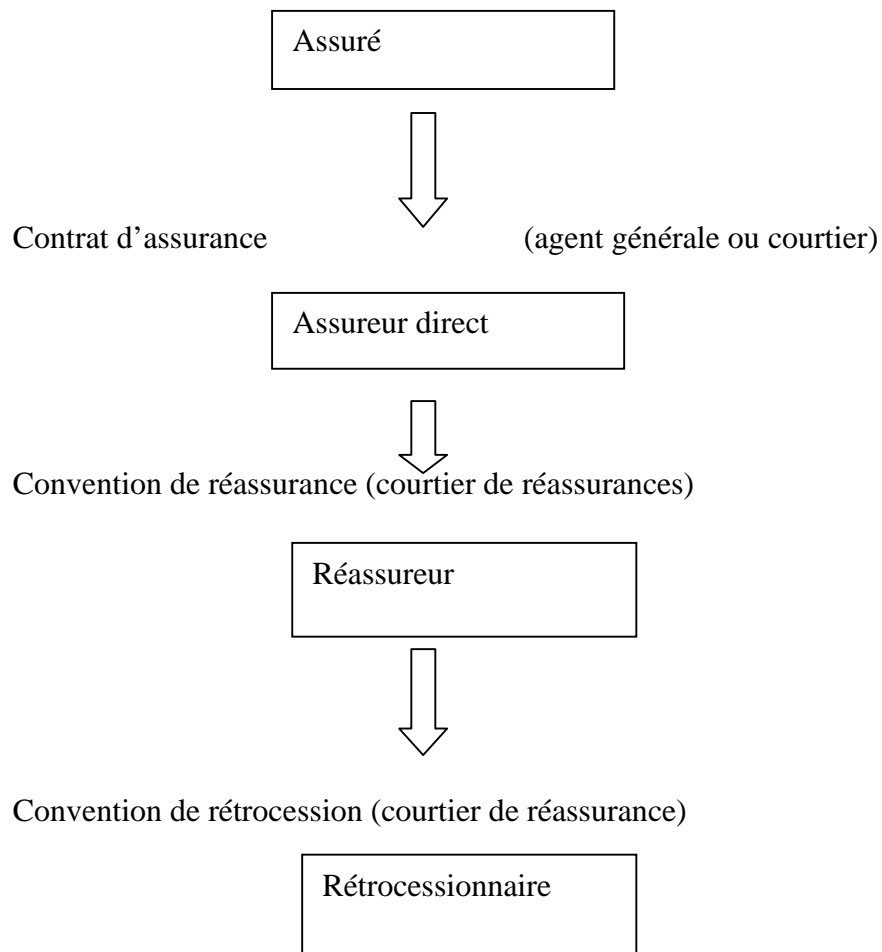 Assuré
Contrat d’assurance (agent générale ou courtier)
Assureur direct
Convention de réassurance (courtier de réassurances)
Réassureur
Convention de rétrocession (courtier de réassurance)
Rétrocessionnaire